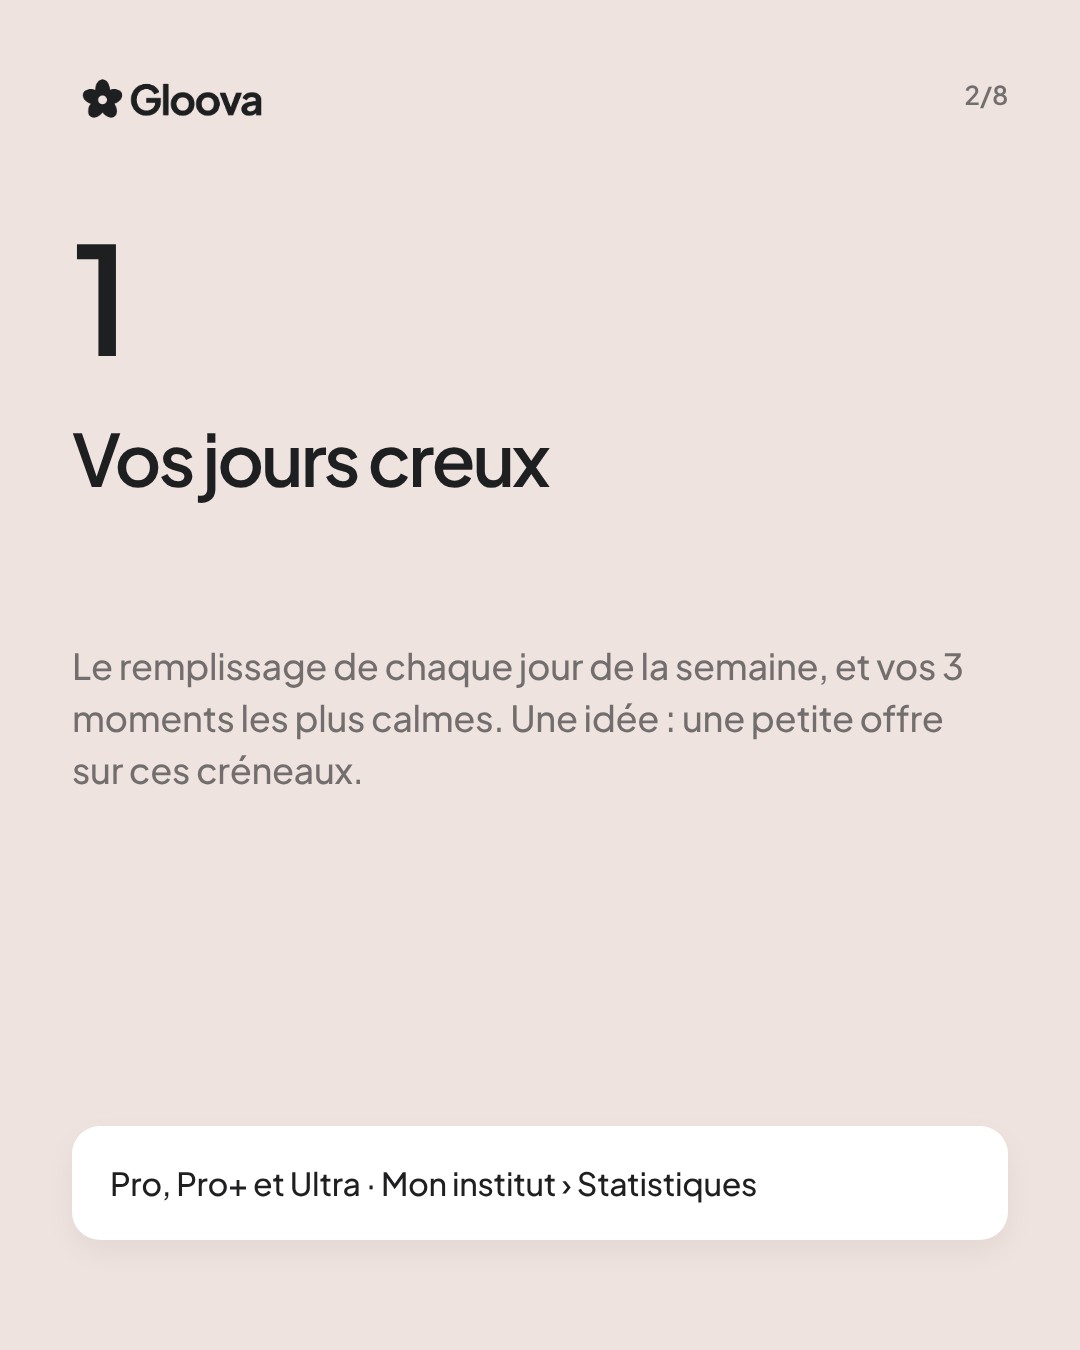 Gloova
2/8
1
Vos jours creux
Le remplissage de chaque jour de la semaine, et vos 3
moments les plus calmes. Une idée : une petite offre
sur ces créneaux.
Pro, Pro+ et Ultra · Mon institut › Statistiques